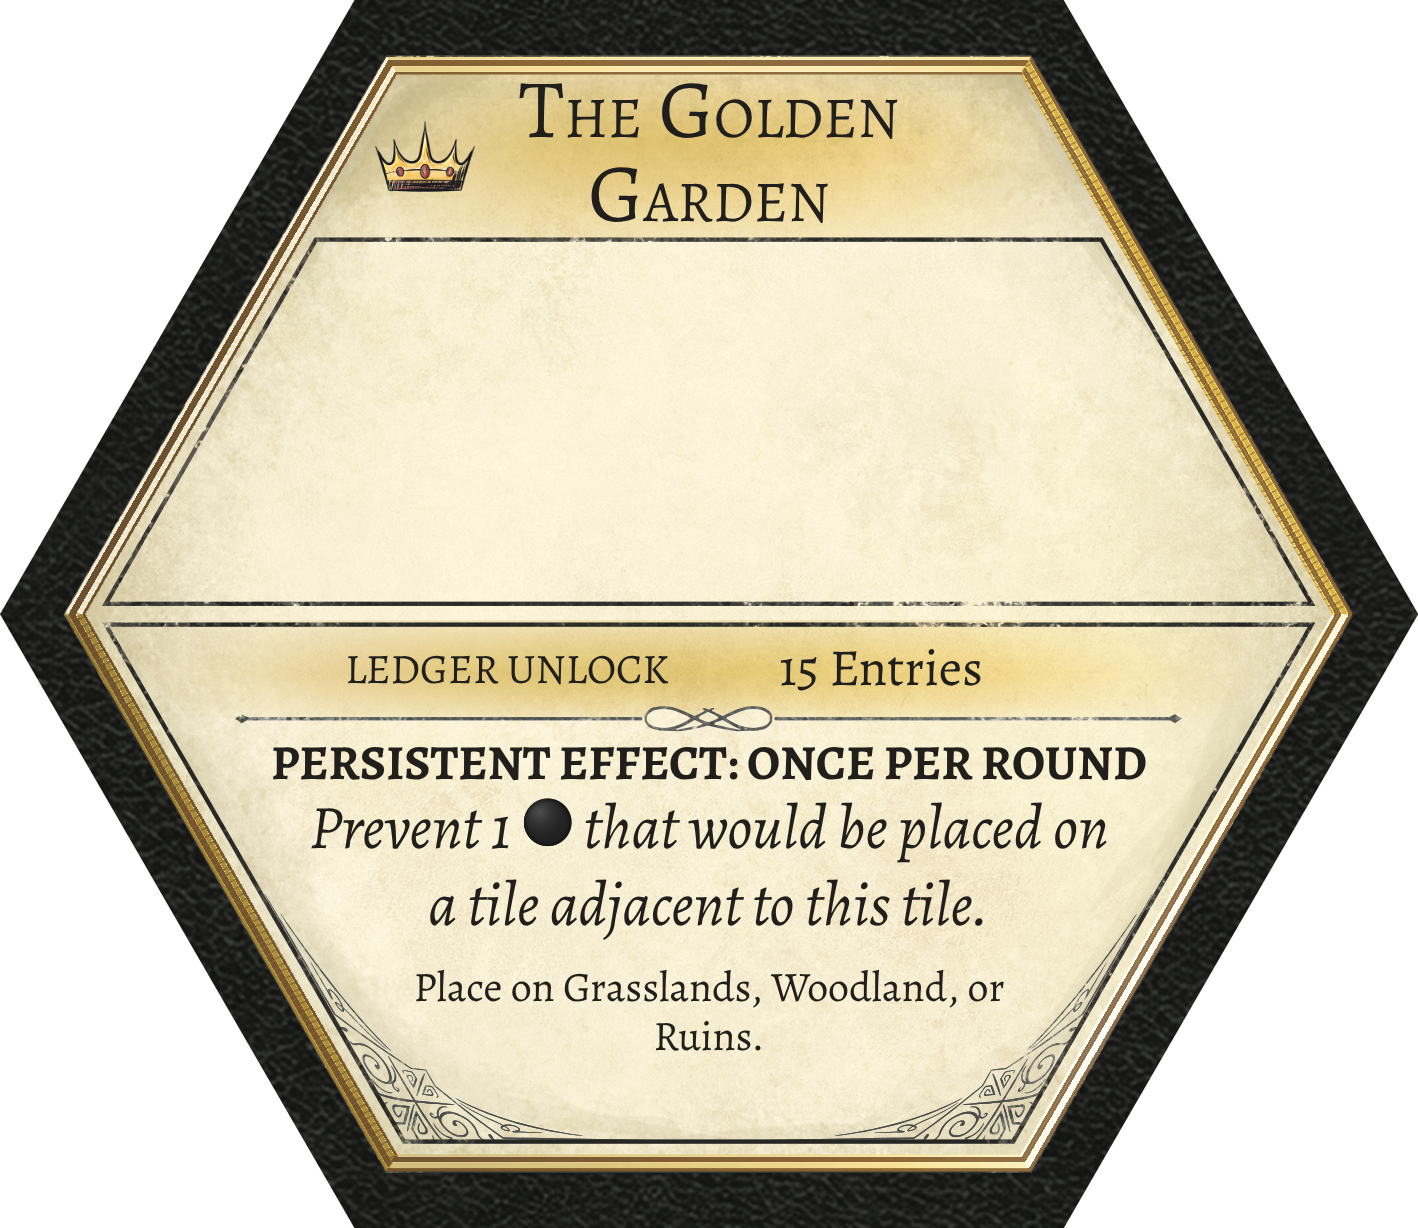 The Golden
Garden
LEDGER UNLOCK 15 Entries
PERSISTENT EFFECT: ONCE PER ROUND
Prevent 1 that would be placed on
a tile adjacent to this tile.
Place on Grasslands, Woodland, or
Ruins.